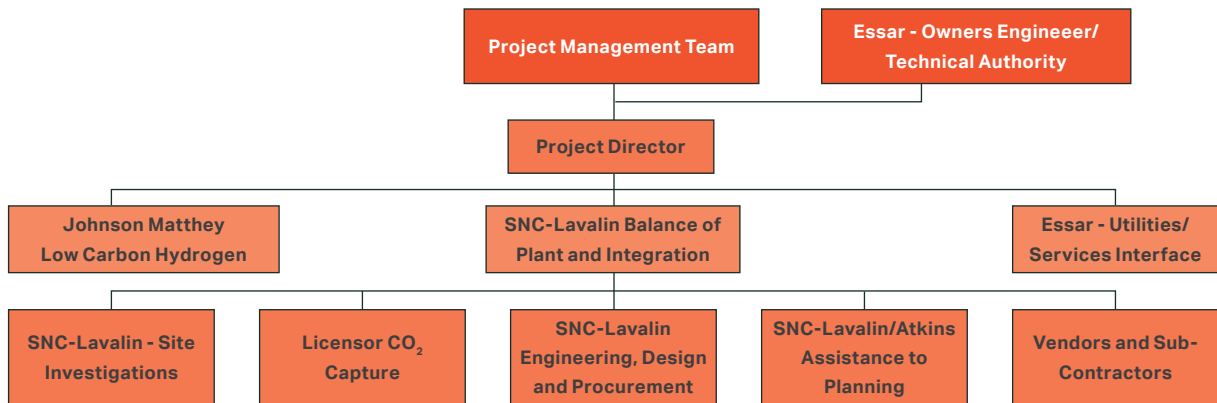 Project Management Team
Essar - Owners Engineeer/
Technical Authority
Project Director
Johnson Matthey
Low Carbon Hydrogen
SNC-Lavalin Balance of
Plant and Integration
Essar - Utilities/
Services Interface
SNC-Lavalin - Site
Investigations
Licensor CO₂
Capture
SNC-Lavalin
Engineering, Design
and Procurement
SNC-Lavalin/Atkins
Assistance to
Planning
Vendors and Sub-
Contractors